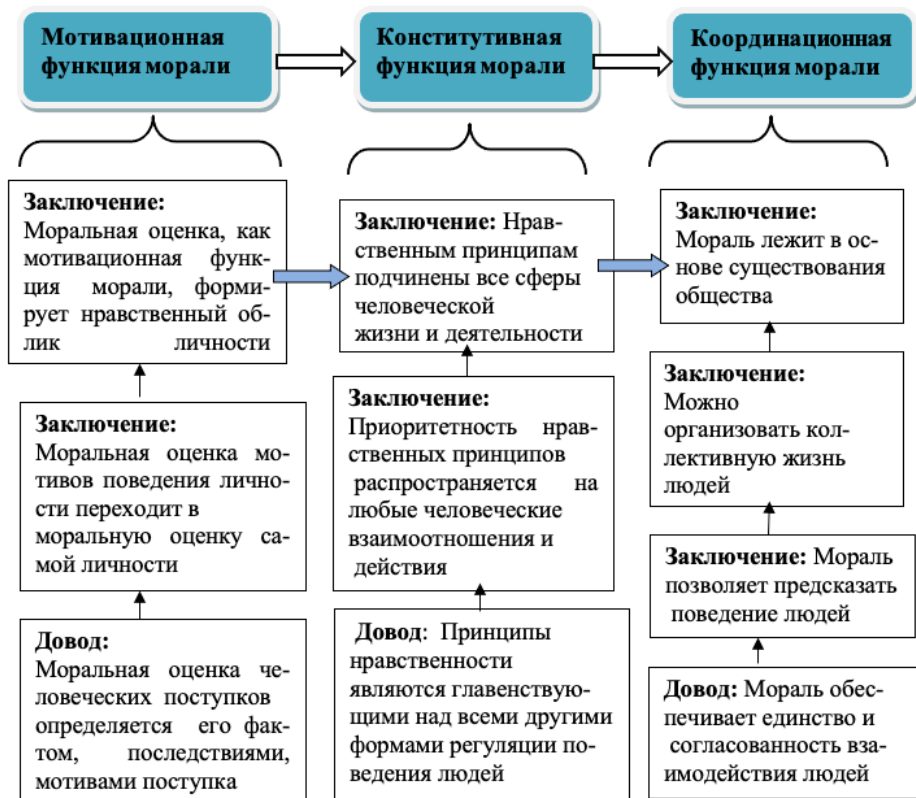 Мотивационная
функция морали
Конститутивная
функция морали
Координационная
функция морали
Заключение:
Моральная оценка, как
мотивационная функ-
ция морали, форми-
рует нравственный об-
лик личности
Заключение:
Моральная оценка мо-
тивов поведения лично-
сти переходит в
моральную оценку са-
мой личности
Довод:
Моральная оценка че-
ловеческих поступков
определяется его фак-
том, последствиями,
мотивами поступка
Заключение: Нрав-
ственным принципам
подчинены все сферы
человеческой
жизни и деятельности
Заключение:
Приоритетность нрав-
ственных принципов
распространяется на
любые человеческие
взаимоотношения и
действия
Довод: Принципы
нравственности
являются главенствую-
щими над всеми другими
формами регуляции по-
ведения людей
Заключение:
Мораль лежит в ос-
нове существования
общества
Заключение:
Можно
организовать кол-
лективную жизнь
людей
Заключение: Мораль
позволяет предсказать
поведение людей
Довод: Мораль обес-
печивает единство и
согласованность вза-
имодействия людей